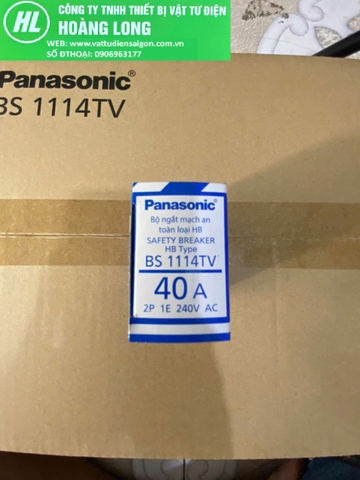 CÔNG TY TNHH THIẾT BỊ VẬT TƯ ĐIỆN
HL HOÀNG LONG
WEB: www.vattudiensaigon.com.vn
SỐ ĐTHOẠI: 0906963177
Panasonic®
BS 1114TV
Panasonic®
Bộ ngắt mạch an
toàn loại HB
SAFETY BREAKER
HB Type
BS 1114TV
40 A
2P 1E 240V AC